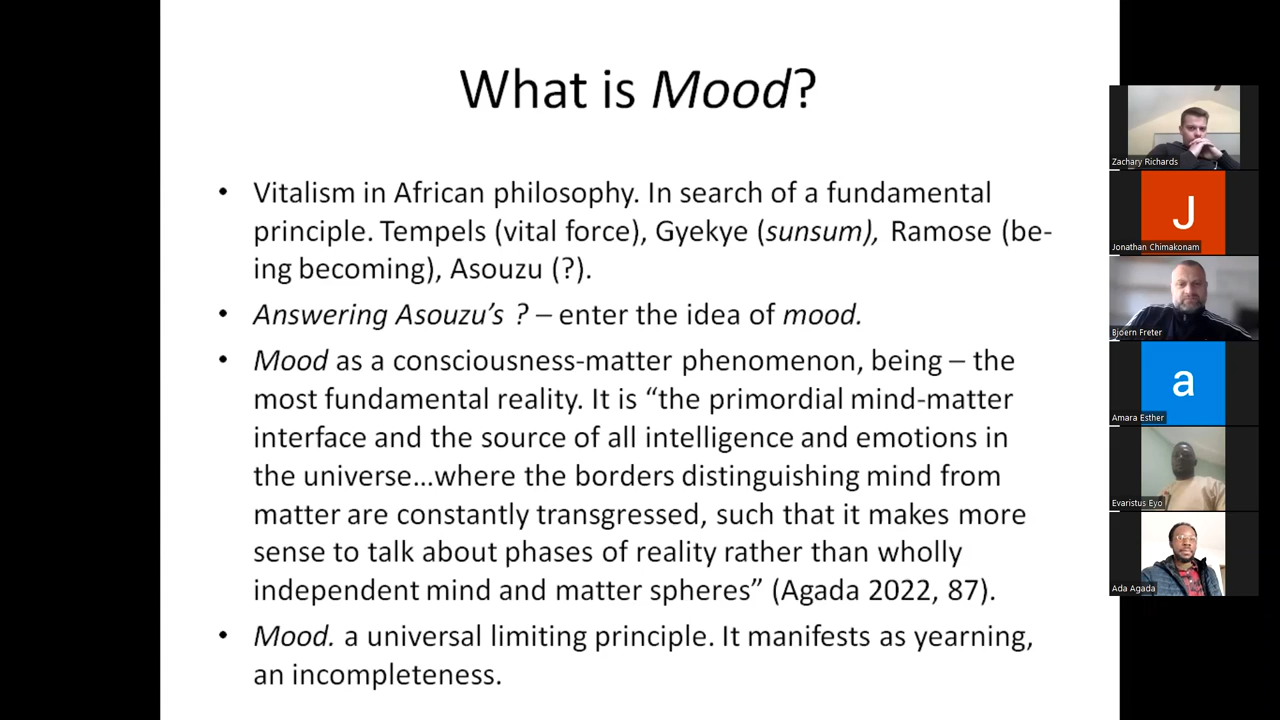 What is Mood?
• Vitalism in African philosophy. In search of a fundamental
principle. Tempels (vital force), Gyekye (sunsum), Ramose (be-
ing becoming), Asouzu (?).
• Answering Asouzu’s ? – enter the idea of mood.
• Mood as a consciousness-matter phenomenon, being – the
most fundamental reality. It is “the primordial mind-matter
interface and the source of all intelligence and emotions in
the universe…where the borders distinguishing mind from
matter are constantly transgressed, such that it makes more
sense to talk about phases of reality rather than wholly
independent mind and matter spheres” (Agada 2022, 87).
• Mood. a universal limiting principle. It manifests as yearning,
an incompleteness.
Zachary Richards
J
Jonathan Chimakonam
Bjoern Freter
a
Amara Esther
Evaristus Eyo
Ada Agada